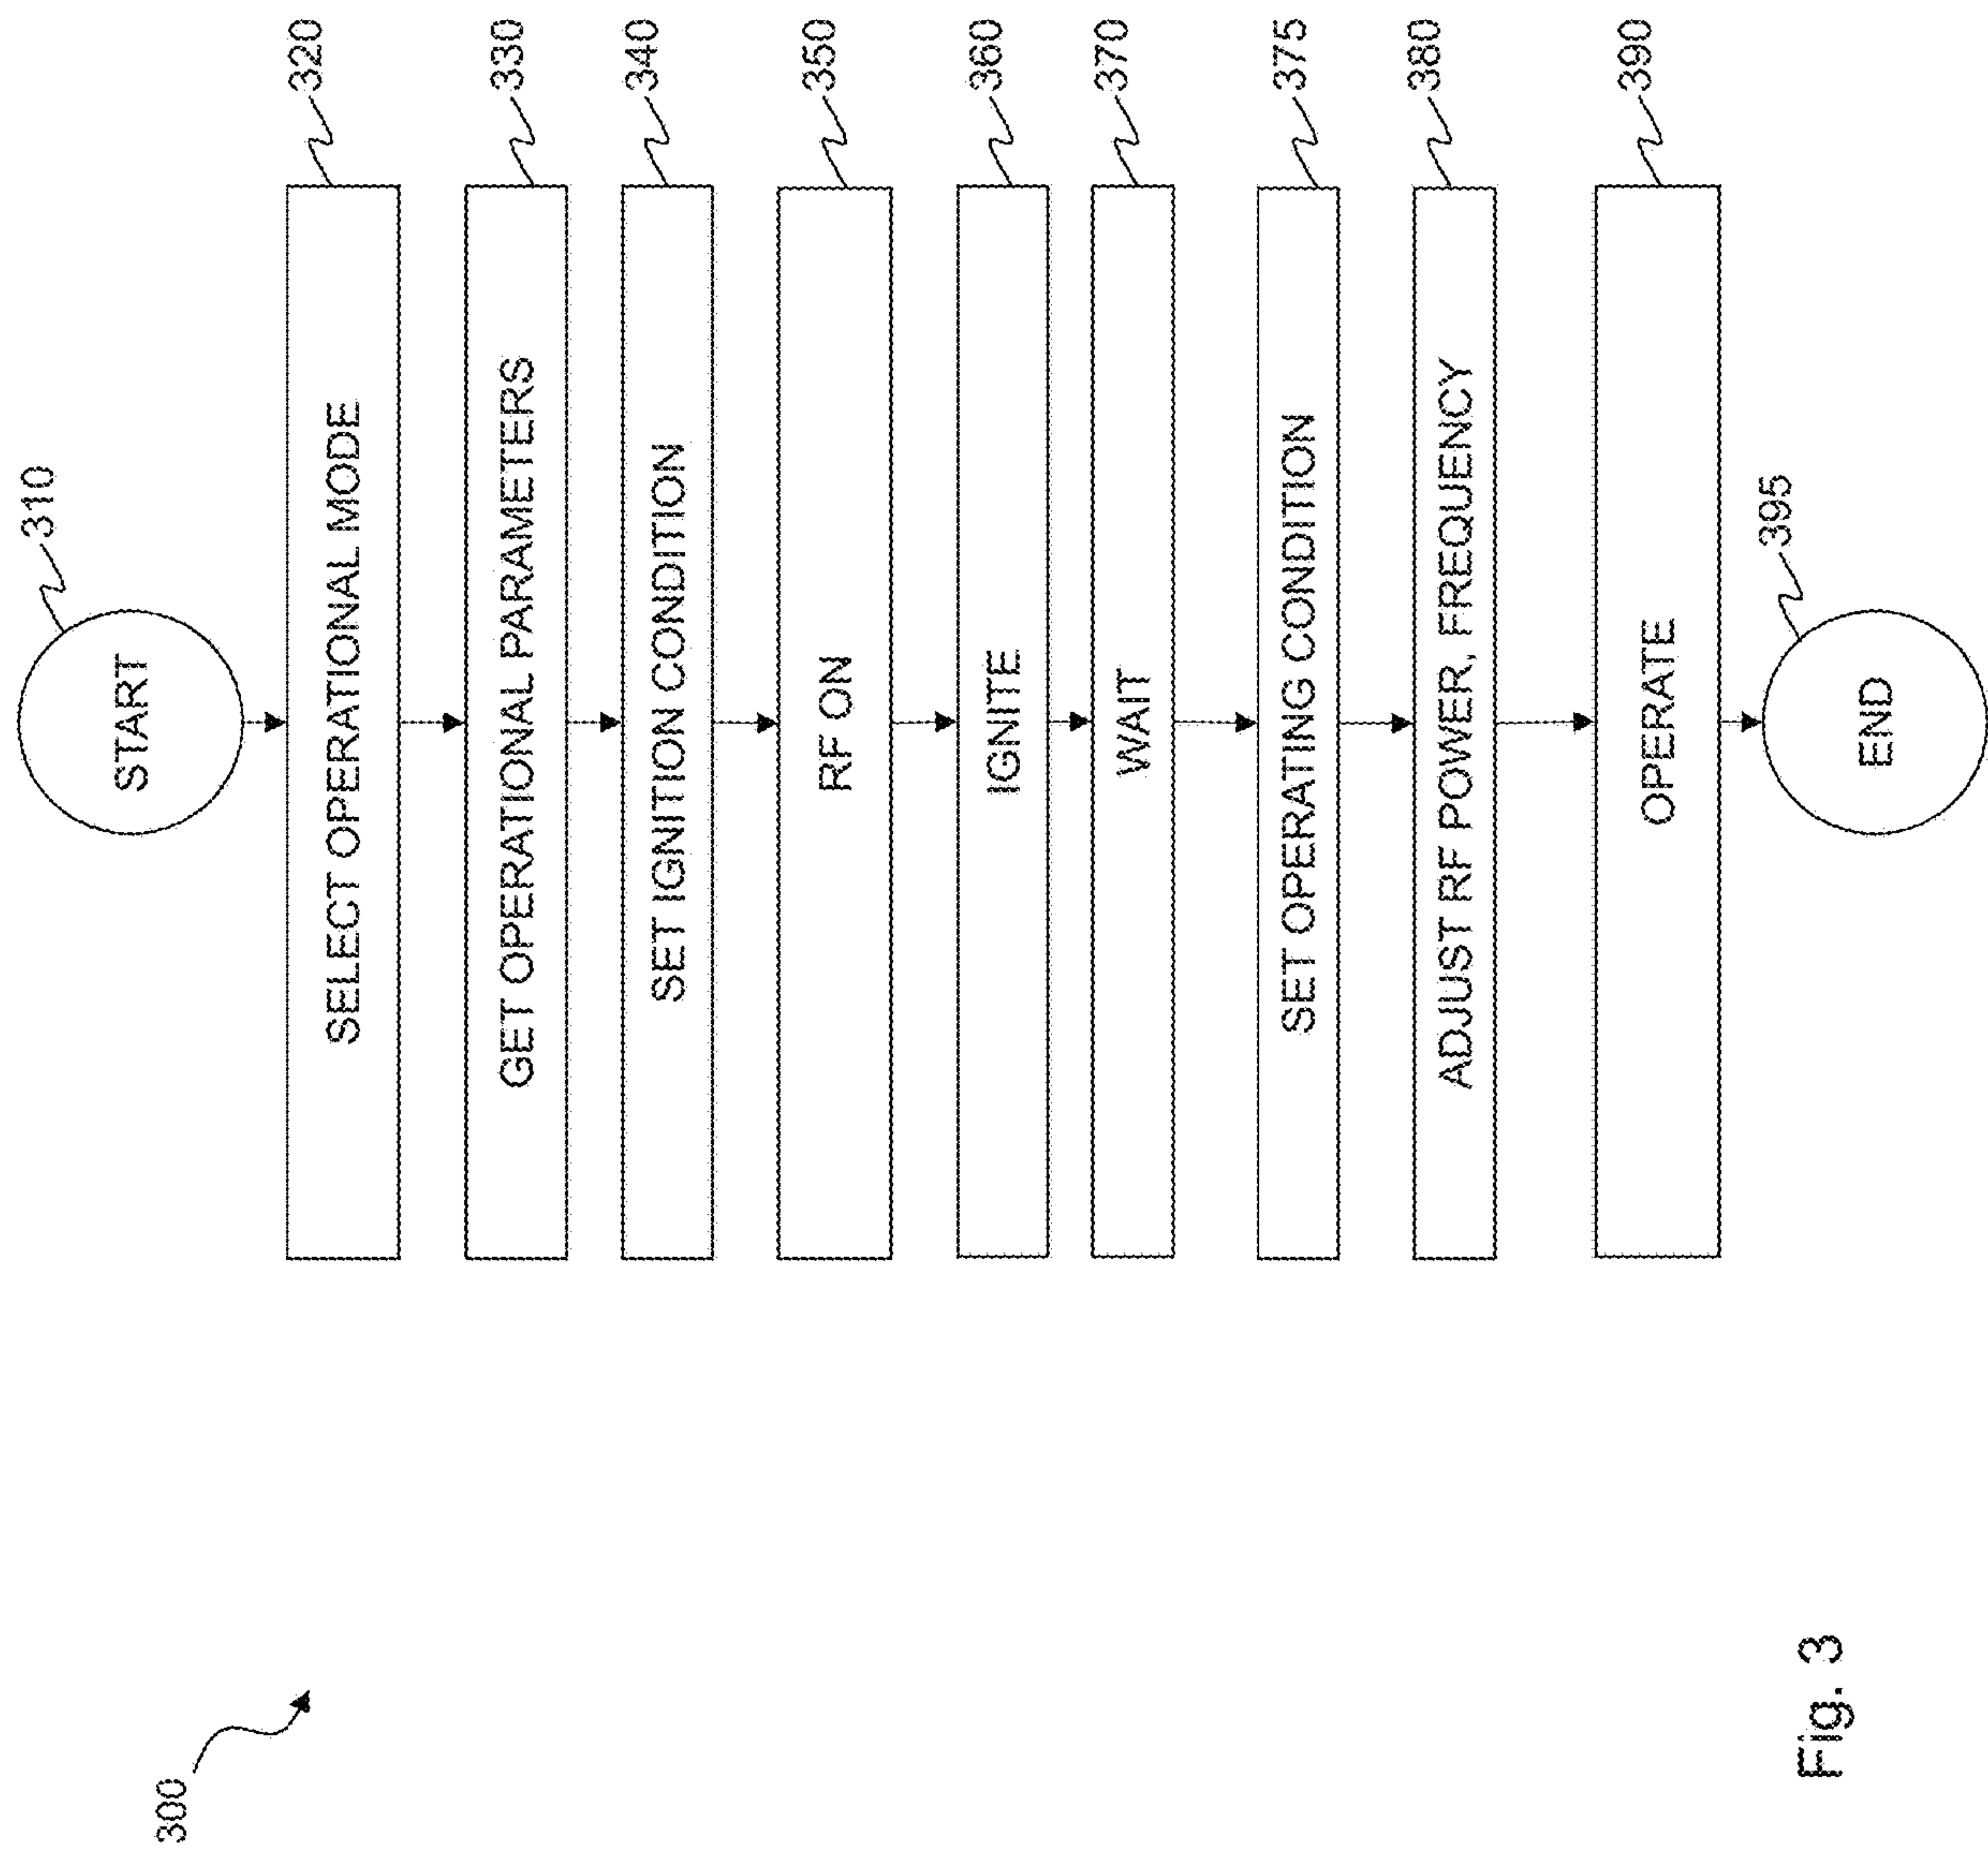 300
START
310
SELECT OPERATIONAL MODE
320
GET OPERATIONAL PARAMETERS
330
SET IGNITION CONDITION
340
RF ON
350
IGNITE
360
WAIT
370
SET OPERATING CONDITION
375
ADJUST RF POWER, FREQUENCY
380
OPERATE
390
END
395
Fig. 3